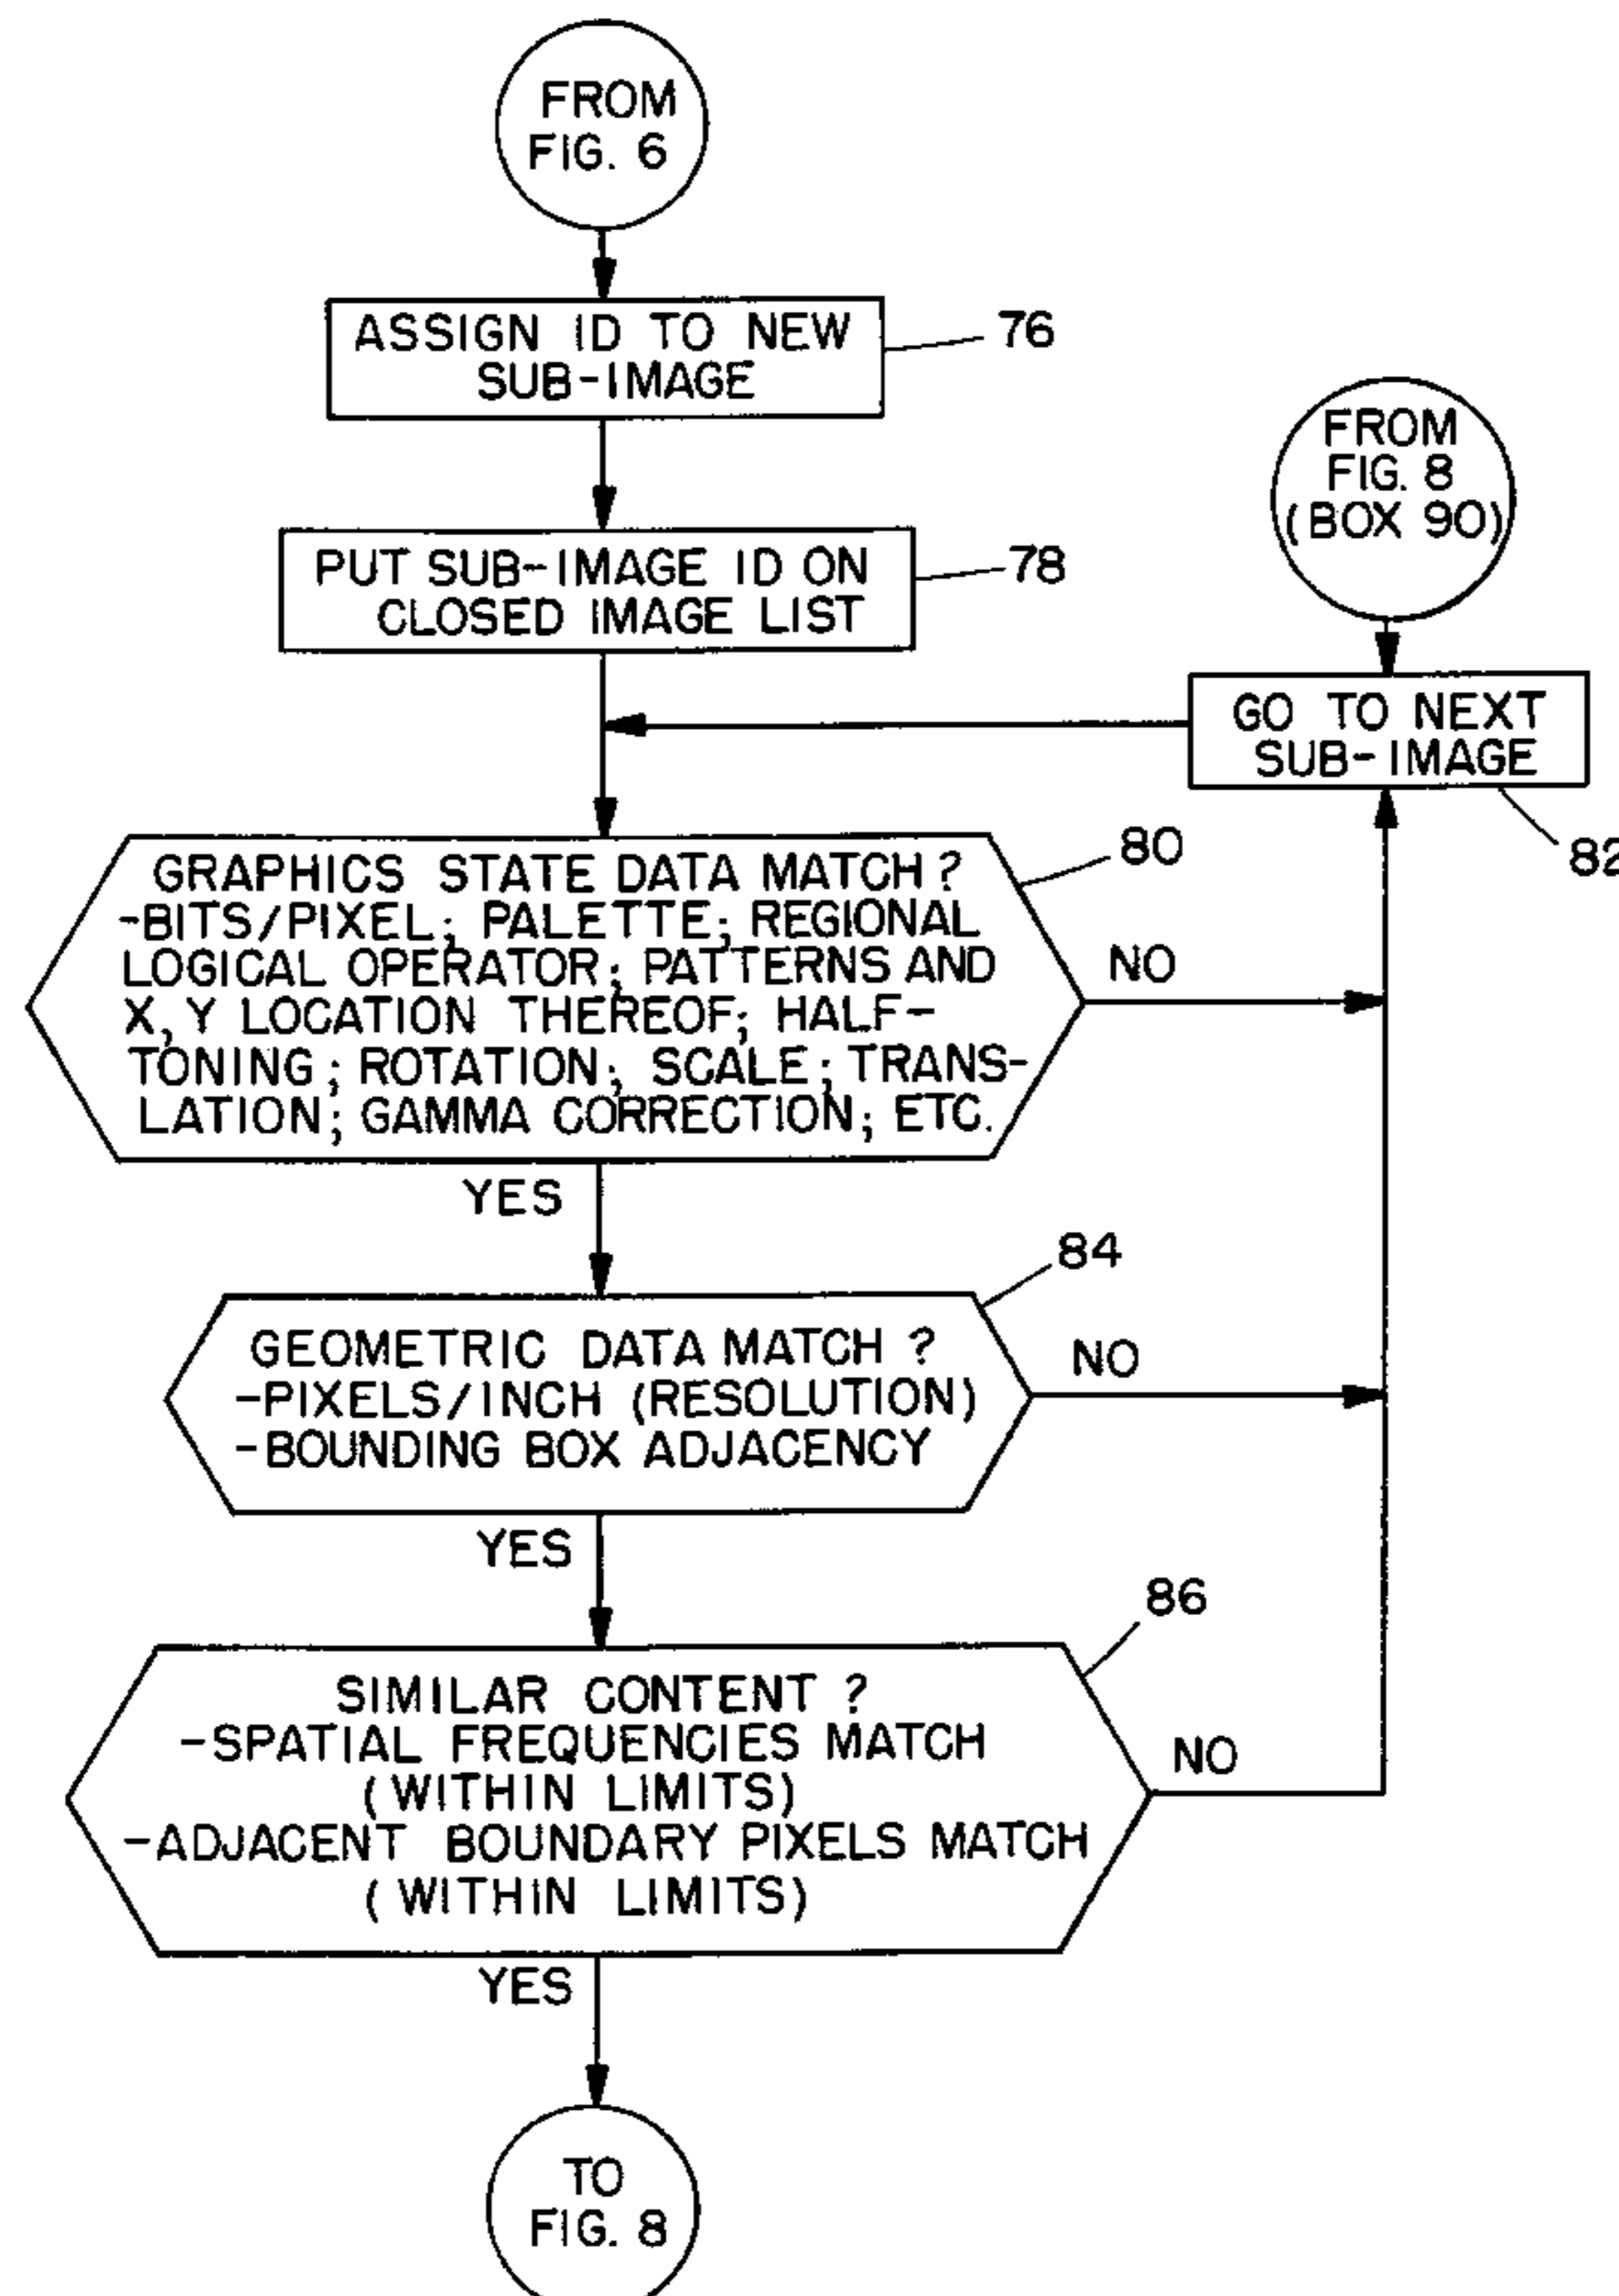 FROM
FIG. 6
ASSIGN ID TO NEW
SUB-IMAGE
76
PUT SUB-IMAGE ID ON
CLOSED IMAGE LIST
78
FROM
FIG. 8
(BOX 90)
GO TO NEXT
SUB-IMAGE
82
GRAPHICS STATE DATA MATCH?
-BITS/PIXEL; PALETTE; REGIONAL
LOGICAL OPERATOR; PATTERNS AND
X, Y LOCATION THEREOF; HALF-
TONING; ROTATION; SCALE; TRANS-
LATION; GAMMA CORRECTION; ETC.
80
NO
YES
GEOMETRIC DATA MATCH ?
-PIXELS/INCH (RESOLUTION)
-BOUNDING BOX ADJACENCY
84
NO
YES
SIMILAR CONTENT ?
-SPATIAL FREQUENCIES MATCH
(WITHIN LIMITS)
-ADJACENT BOUNDARY PIXELS MATCH
(WITHIN LIMITS)
86
NO
YES
TO
FIG. 8